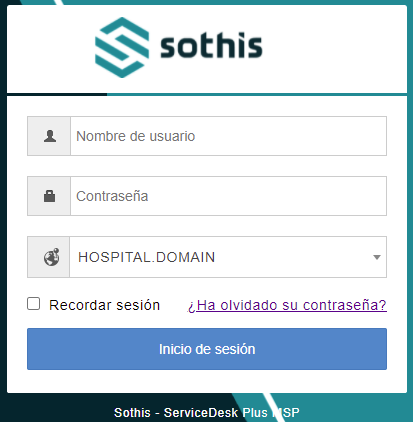 sothis
Nombre de usuario
Contraseña
HOSPITAL.DOMAIN
Recordar sesión ¿Ha olvidado su contraseña?
Inicio de sesión
Sothis - ServiceDesk Plus MSP